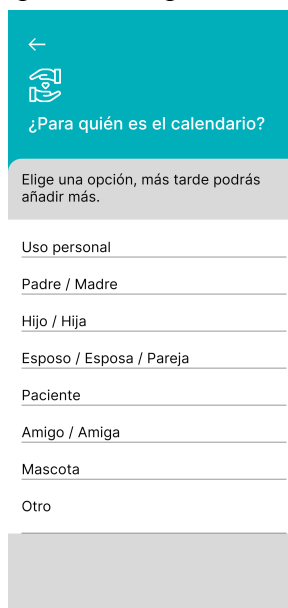 ¿Para quién es el calendario?
Elige una opción, más tarde podrás
añadir más.
Uso personal
Padre / Madre
Hijo / Hija
Esposo / Esposa / Pareja
Paciente
Amigo / Amiga
Mascota
Otro